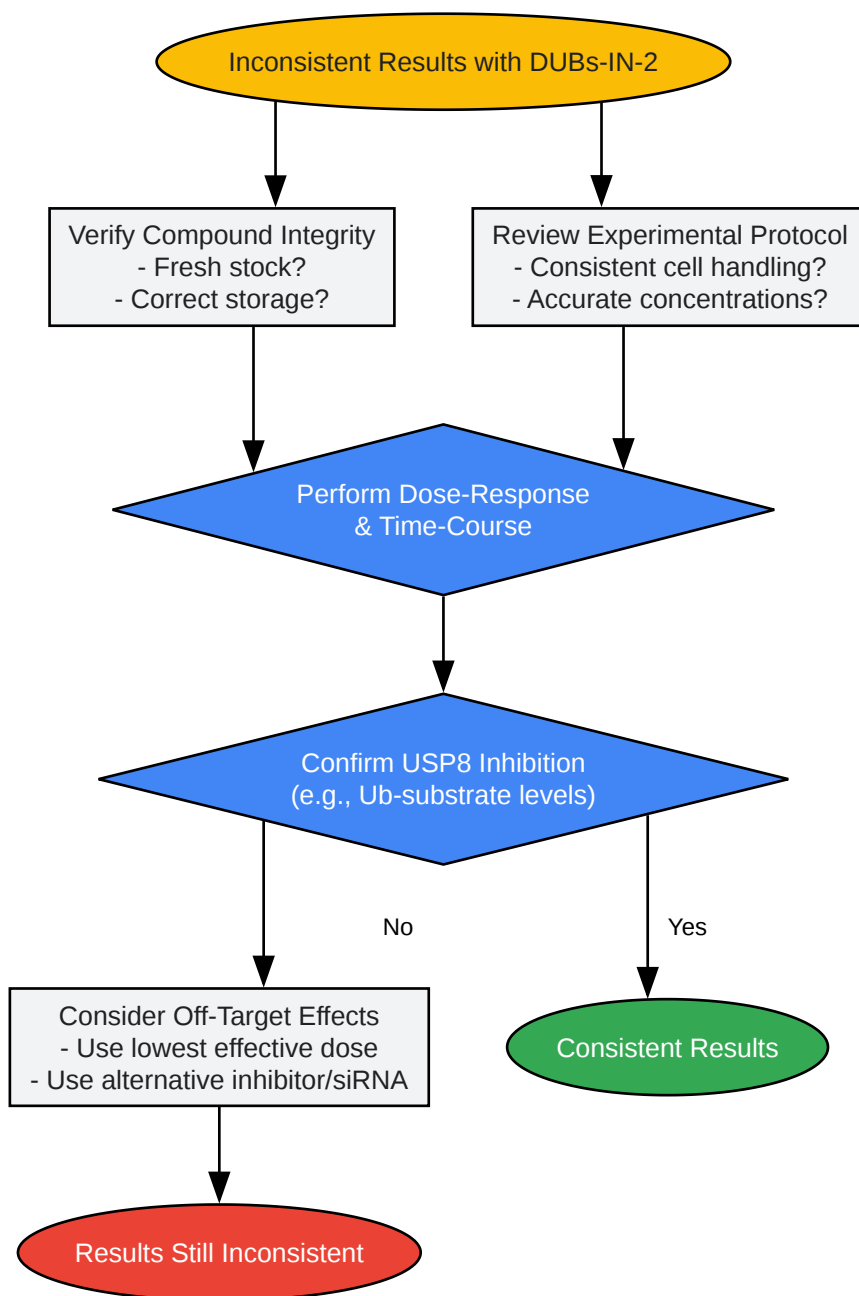 Inconsistent Results with DUBs-IN-2
Verify Compound Integrity
- Fresh stock?
- Correct storage?
Review Experimental Protocol
- Consistent cell handling?
- Accurate concentrations?
Perform Dose-Response
& Time-Course
Confirm USP8 Inhibition
(e.g., Ub-substrate levels)
No
Yes
Consider Off-Target Effects
- Use lowest effective dose
- Use alternative inhibitor/siRNA
Consistent Results
Results Still Inconsistent